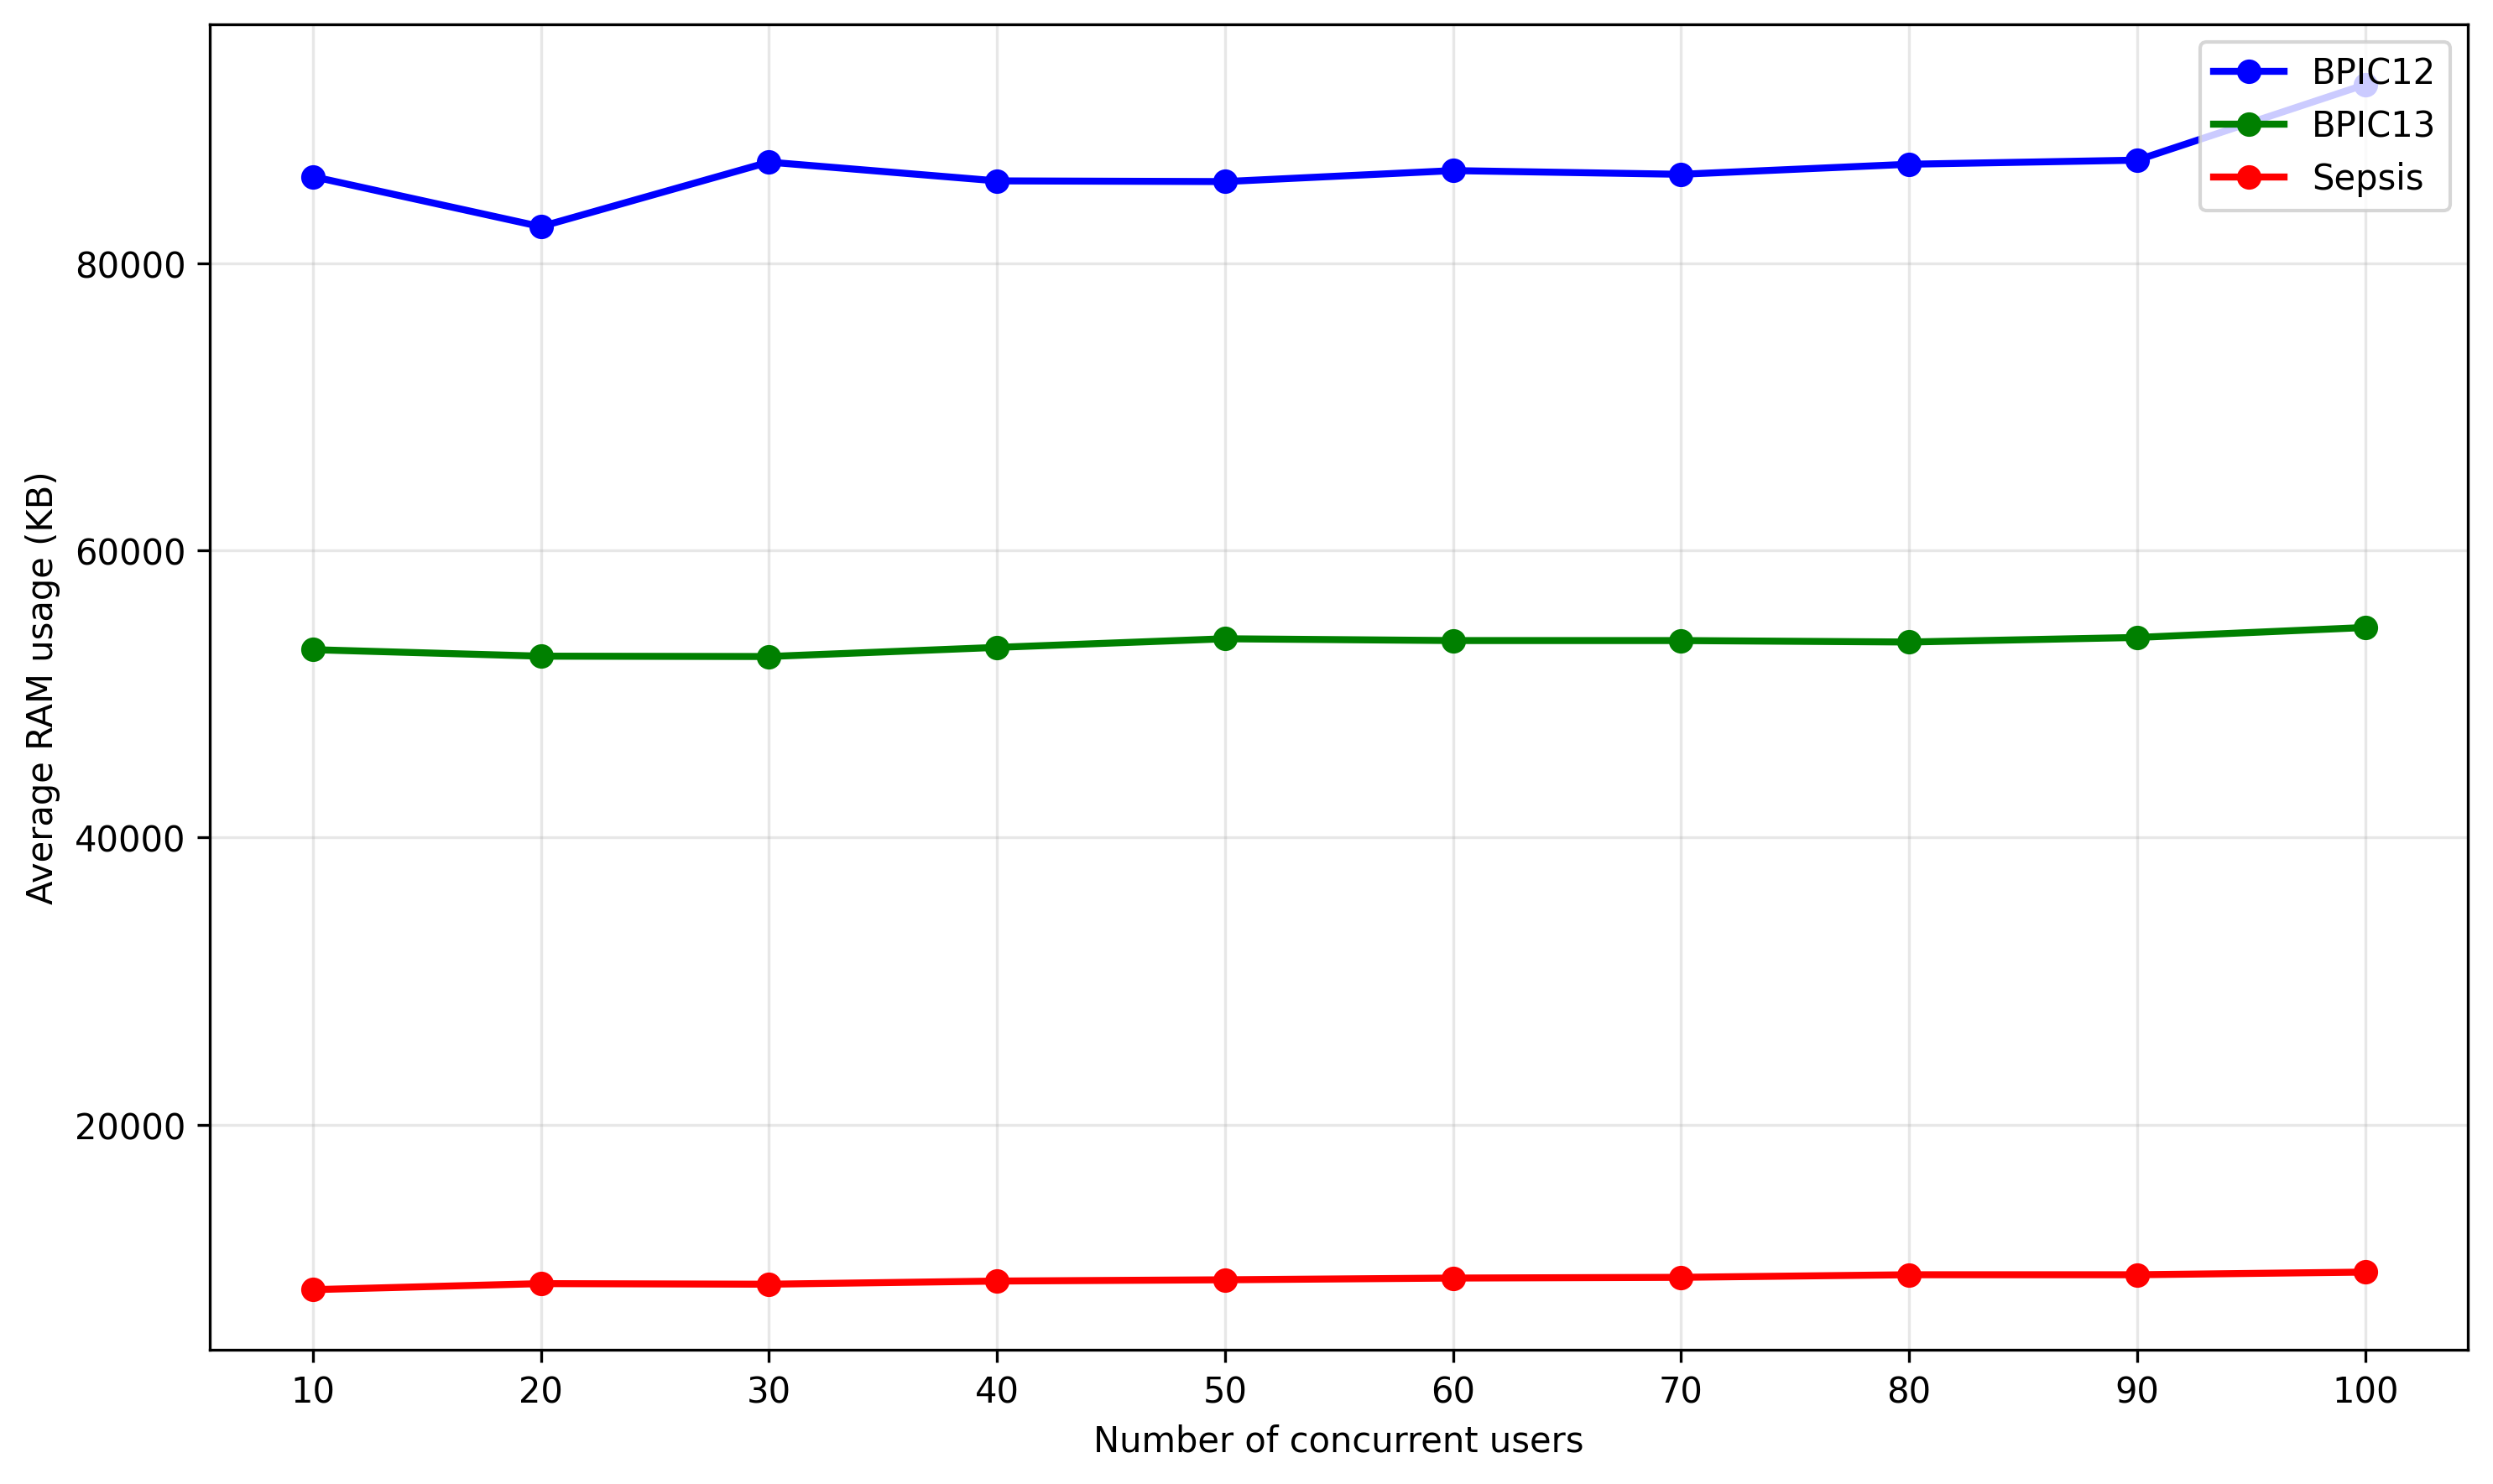 BPIC12
BPIC13
Sepsis
Average RAM usage (KB)
80000
60000
40000
20000
10 20 30 40 50 60 70 80 90 100
Number of concurrent users